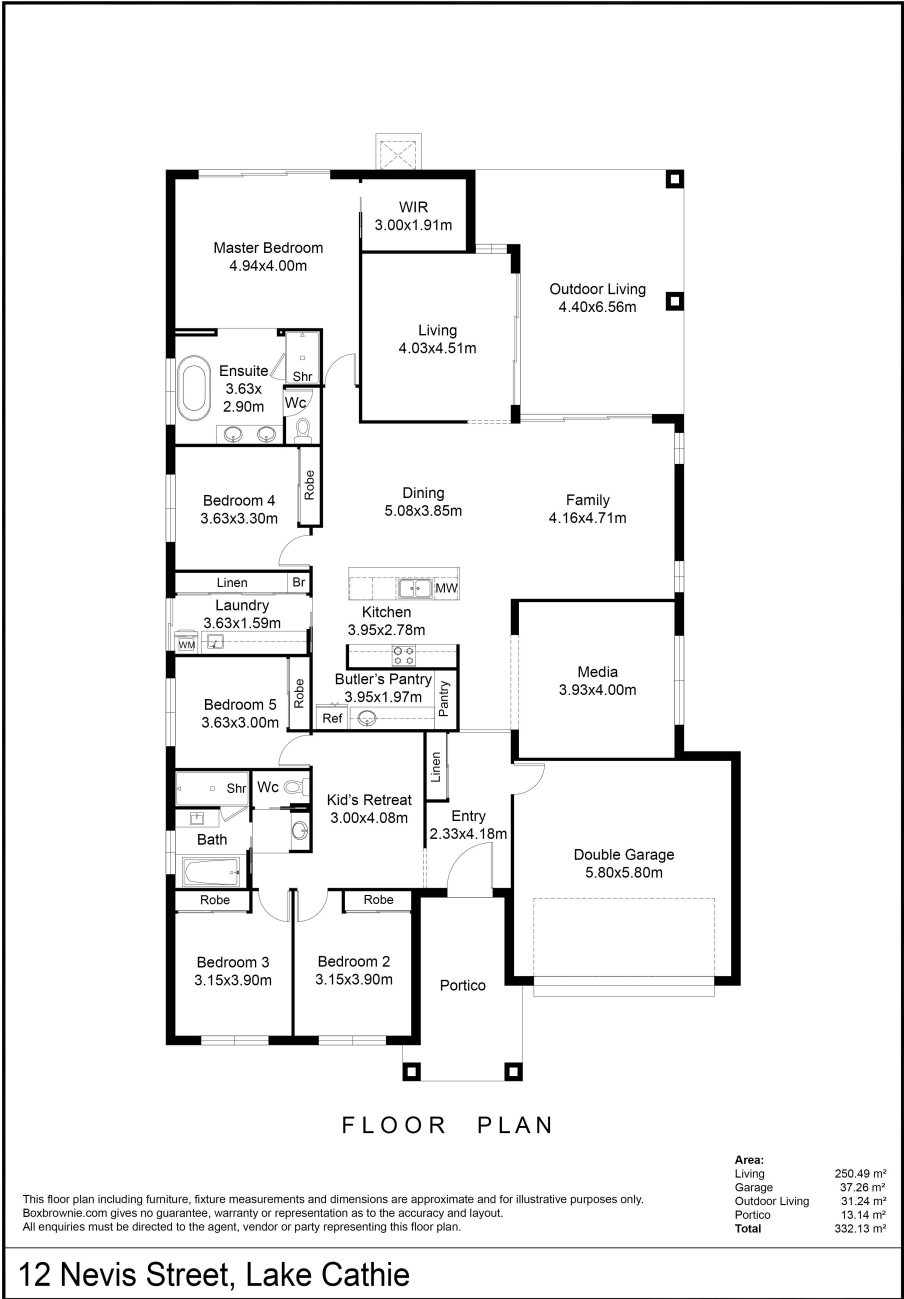 WIR
3.00x1.91m
Master Bedroom
4.94x4.00m
Outdoor Living
4.40x6.56m
Living
4.03x4.51m
Ensuite
3.63x
2.90m
Shr
Wc
Bedroom 4
3.63x3.30m
Robe
Dining
5.08x3.85m
Family
4.16x4.71m
Linen
Br
MW
Laundry
3.63x1.59m
WM
Kitchen
3.95x2.78m
Media
3.93x4.00m
Butler's Pantry
3.95x1.97m
Pantry
Ref
Bedroom 5
3.63x3.00m
Robe
Linen
Shr
Wc
Kid's Retreat
3.00x4.08m
Entry
2.33x4.18m
Bath
Double Garage
5.80x5.80m
Robe
Robe
Bedroom 3
3.15x3.90m
Bedroom 2
3.15x3.90m
Portico
FLOOR PLAN
Area:
Living 250.49 m²
Garage 37.26 m²
Outdoor Living 31.24 m²
Portico 13.14 m²
Total 332.13 m²
This floor plan including furniture, fixture measurements and dimensions are approximate and for illustrative purposes only.
Boxbrownie.com gives no guarantee, warranty or representation as to the accuracy and layout.
All enquiries must be directed to the agent, vendor or party representing this floor plan.
12 Nevis Street, Lake Cathie